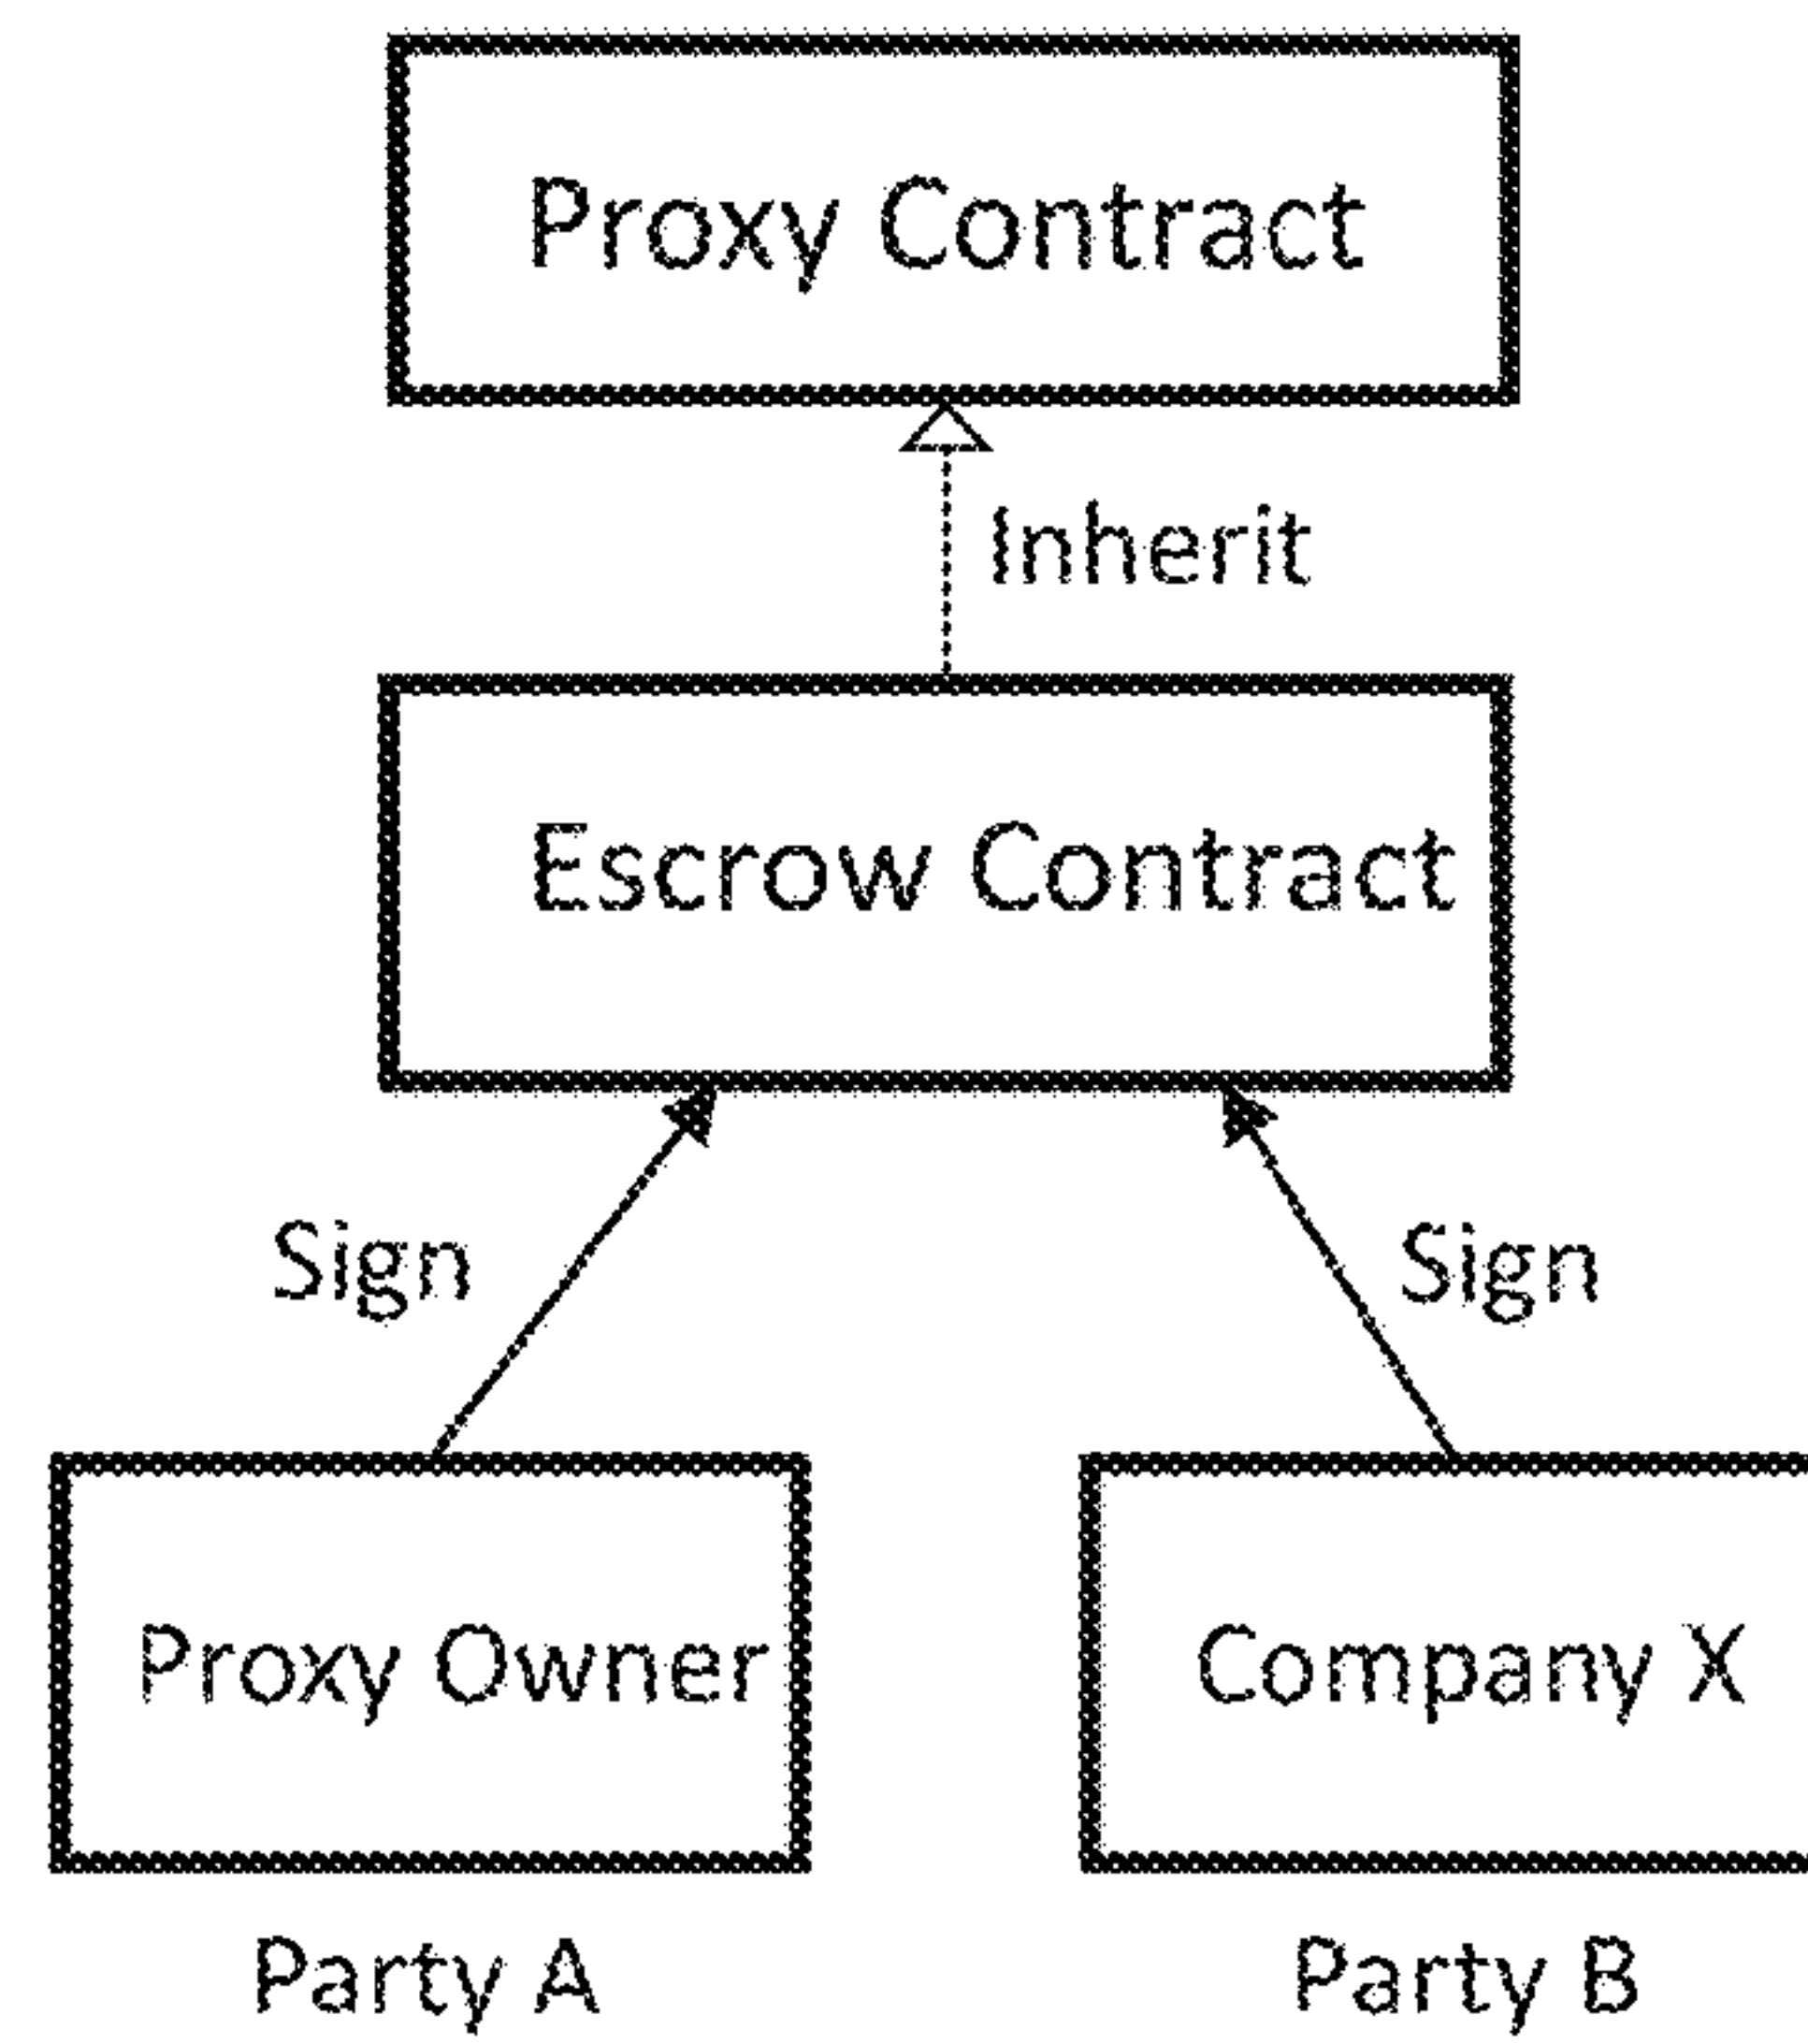 Proxy Contract
Inherit
Escrow Contract
Sign
Sign
Proxy Owner
Company X
Party A
Party B